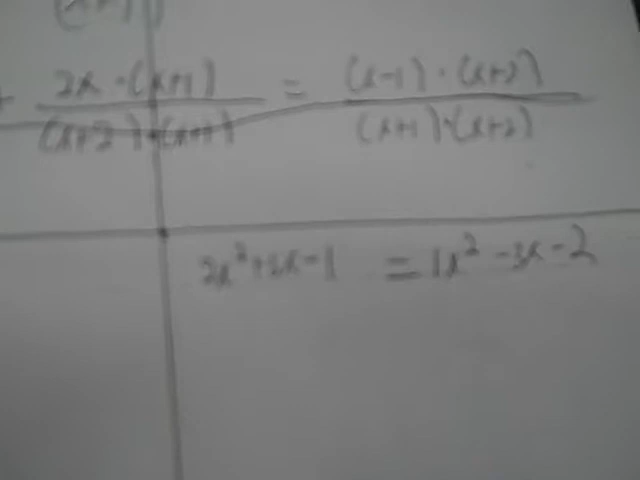 + 2x·(x+1) / (x+2)·(x+1) = (x-1)·(x+2) / (x+1)·(x+2)
2x² + 2x - 1 = 1x² - 3x - 2